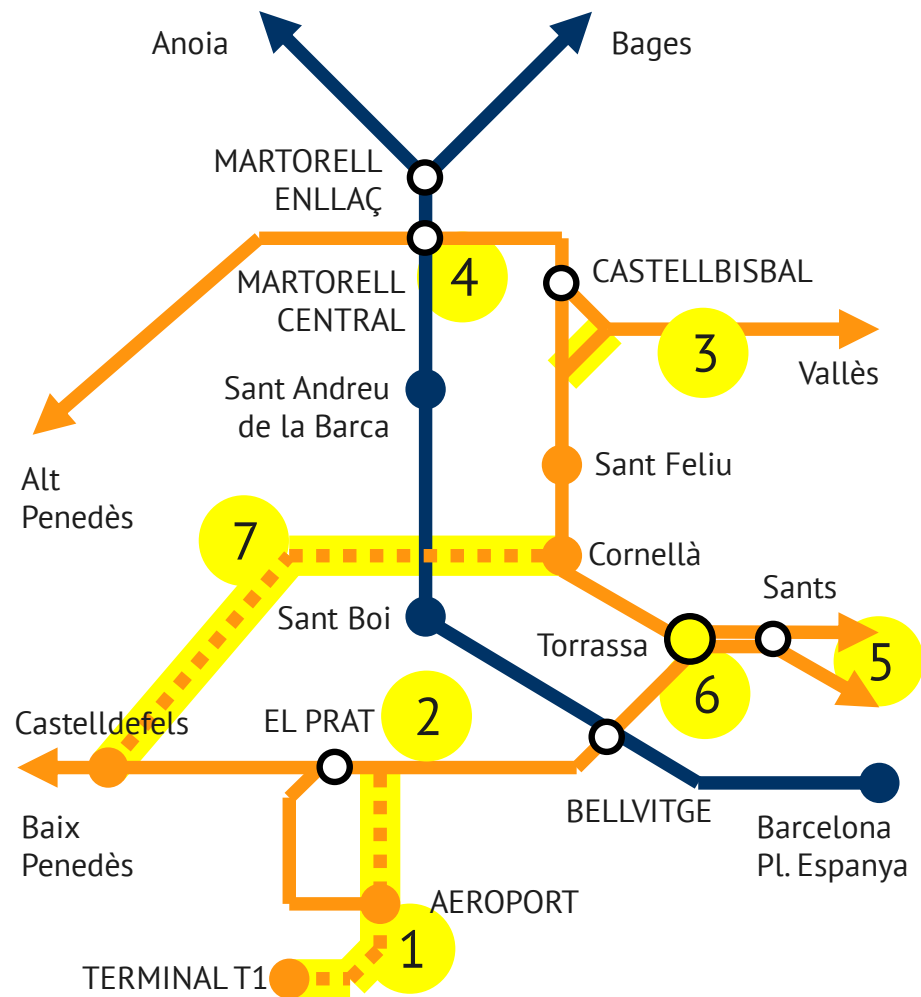 Anoia
Bages
MARTORELL
ENLLAÇ
MARTORELL
CENTRAL
4
CASTELLBISBAL
3
Vallès
Sant Andreu
de la Barca
Alt
Penedès
Sant Feliu
7
Cornellà
Sants
Sant Boi
Torrassa
5
6
Castelldefels
EL PRAT
2
Baix
Penedès
BELLVITGE
Barcelona
Pl. Espanya
AEROPORT
1
TERMINAL T1